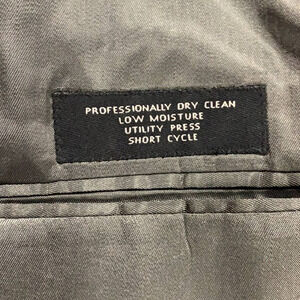 PROFESSIONALLY DRY CLEAN
LOW MOISTURE
UTILITY PRESS
SHORT CYCLE